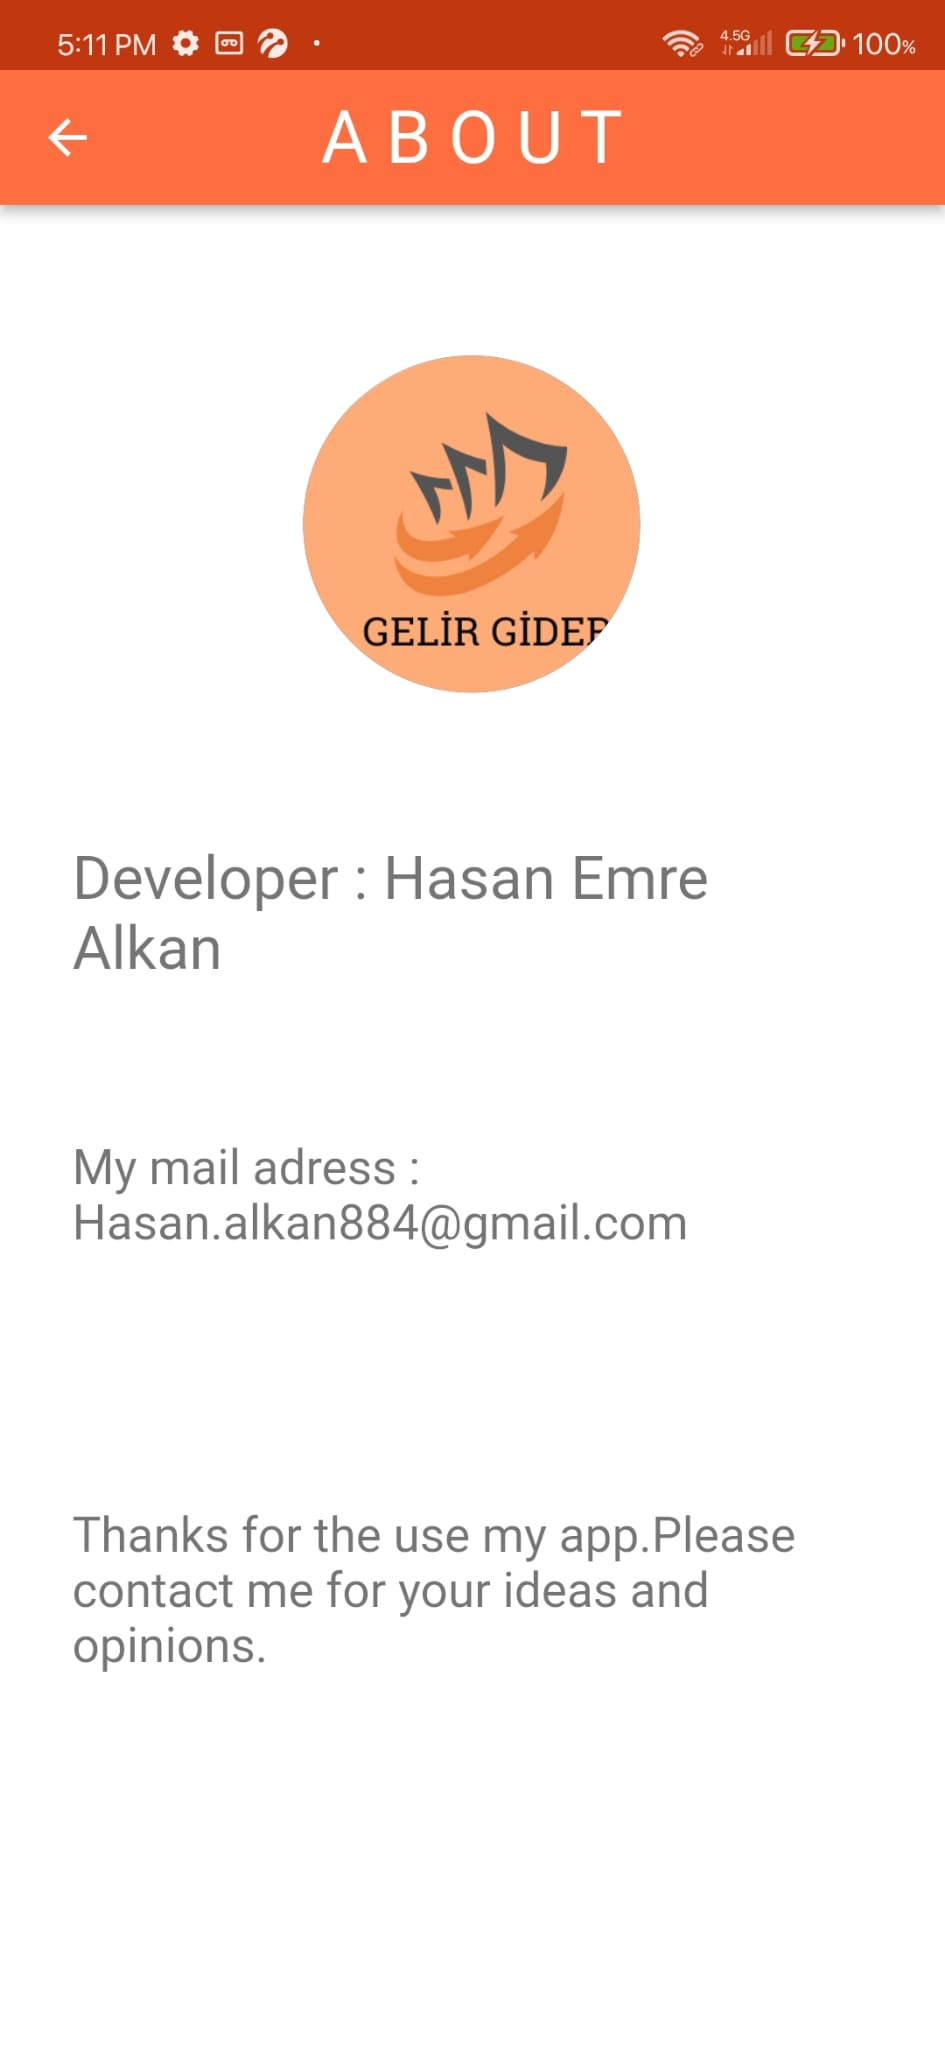 5:11 PM
4.5G
100%
ABOUT
GELİR GİDER
Developer : Hasan Emre
Alkan
My mail adress :
Hasan.alkan884@gmail.com
Thanks for the use my app.Please
contact me for your ideas and
opinions.